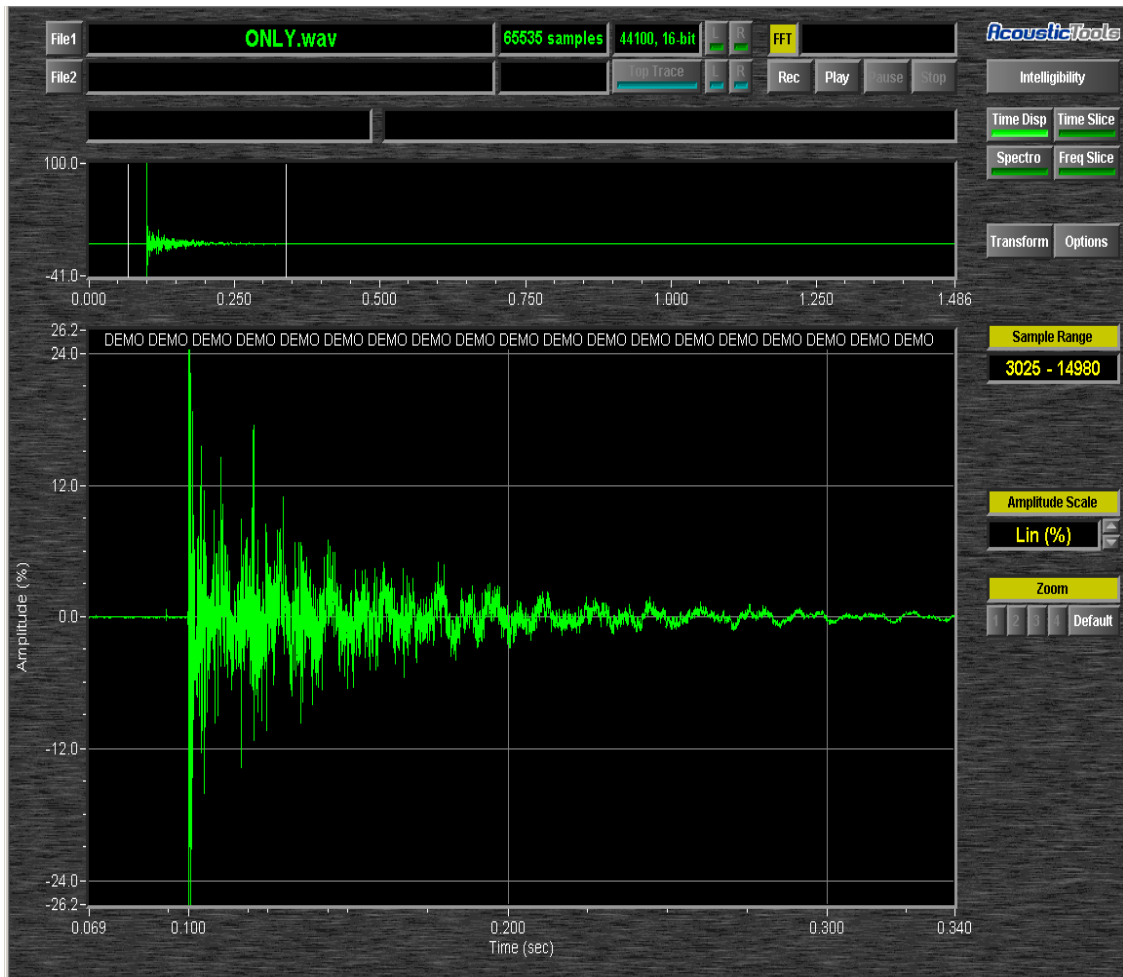 File1 ONLY.wav 65535 samples 44100, 16-bit L R FFT
AcousticTools
File2 Top Trace L R Rec Play Pause Stop
Intelligibility
Time Disp Time Slice
Spectro Freq Slice
100.0
-41.0
0.000 0.250 0.500 0.750 1.000 1.250 1.486
Transform Options
26.2
DEMO DEMO DEMO DEMO DEMO DEMO DEMO DEMO DEMO DEMO DEMO DEMO DEMO DEMO DEMO DEMO DEMO DEMO DEMO
24.0
12.0
0.0
-12.0
-24.0
-26.2
Amplitude (%)
0.069 0.100 0.200 0.300 0.340
Time (sec)
Sample Range
3025 - 14980
Amplitude Scale
Lin (%)
Zoom
1 2 3 4 Default